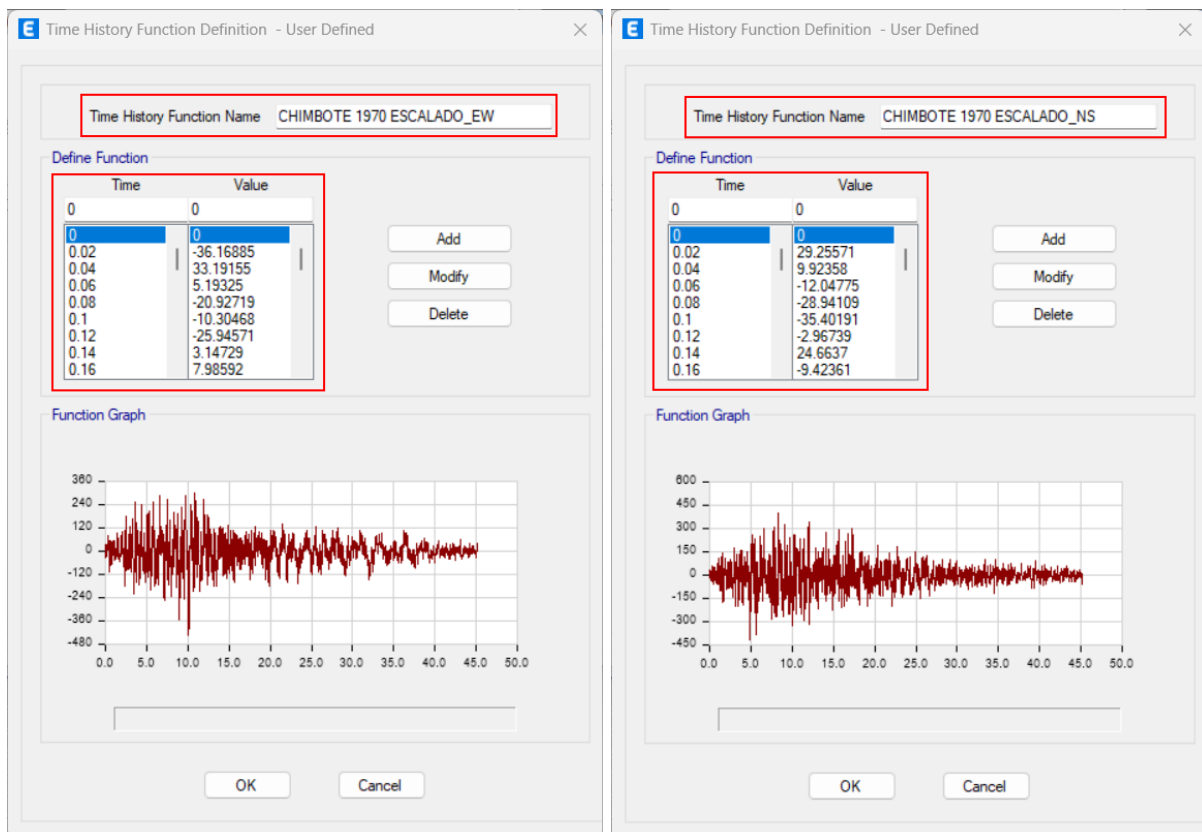 E Time History Function Definition - User Defined
Time History Function Name CHIMBOTE 1970 ESCALADO_EW
Define Function
Time Value
0 0
0 0
0.02 -36.16885
0.04 33.19155
0.06 5.19325
0.08 -20.92719
0.1 -10.30468
0.12 -25.94571
0.14 3.14729
0.16 7.98592
Add
Modify
Delete
Function Graph
360
240
120
0
-120
-240
-360
-480
0.0 5.0 10.0 15.0 20.0 25.0 30.0 35.0 40.0 45.0 50.0
OK Cancel
E Time History Function Definition - User Defined
Time History Function Name CHIMBOTE 1970 ESCALADO_NS
Define Function
Time Value
0 0
0 0
0.02 29.25571
0.04 9.92358
0.06 -12.04775
0.08 -28.94109
0.1 -35.40191
0.12 -2.96739
0.14 24.6637
0.16 -9.42361
Add
Modify
Delete
Function Graph
600
450
300
150
0
-150
-300
-450
0.0 5.0 10.0 15.0 20.0 25.0 30.0 35.0 40.0 45.0 50.0
OK Cancel